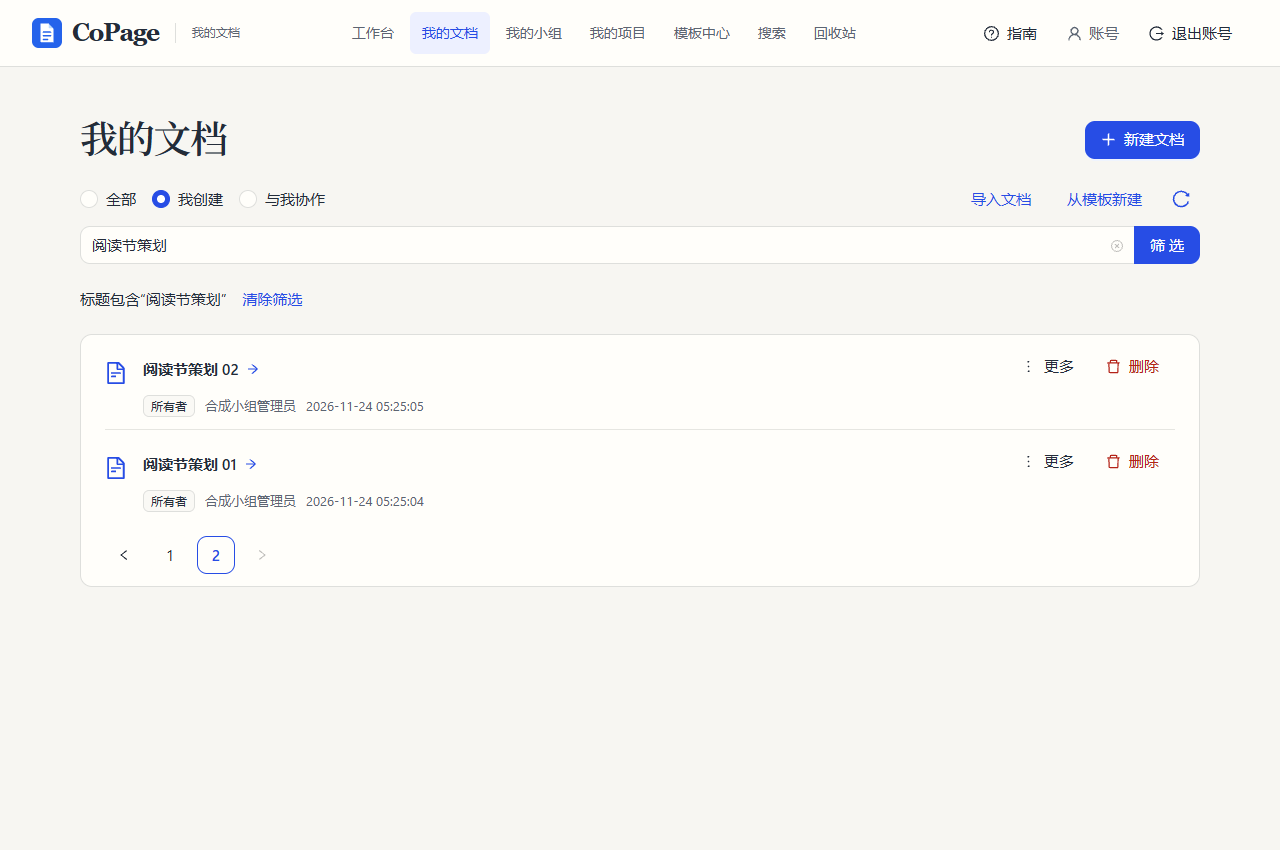 CoPage 我的文档 工作台 我的文档 我的小组 我的项目 模板中心 搜索 回收站 指南 账号 退出账号
我的文档 新建文档
全部 我创建 与我协作 导入文档 从模板新建
阅读节策划 筛选
标题包含“阅读节策划” 清除筛选
阅读节策划 02 更多 删除
所有者 合成小组管理员 2026-11-24 05:25:05
阅读节策划 01 更多 删除
所有者 合成小组管理员 2026-11-24 05:25:04
1 2